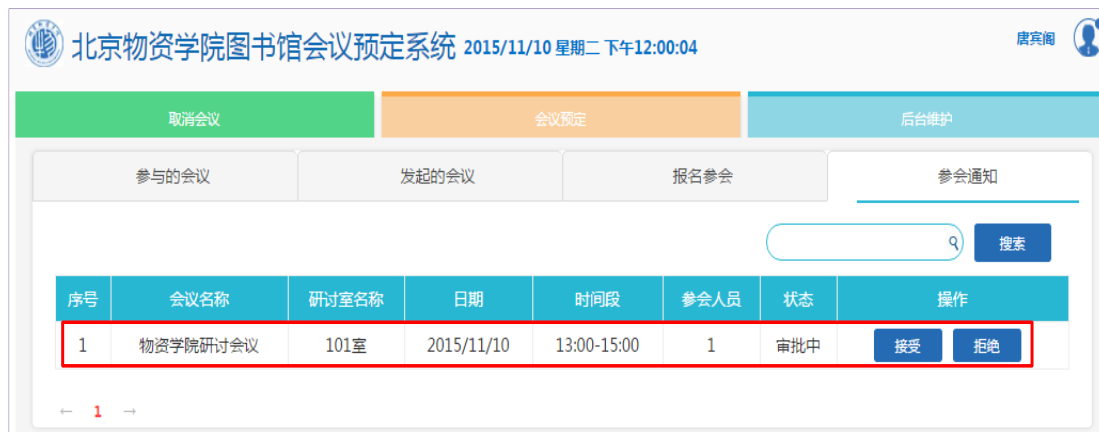 北京物资学院图书馆会议预定系统 2015/11/10 星期二 下午12:00:04 唐宾阁
取消会议 会议预定 后台维护
参与的会议 发起的会议 报名参会 参会通知
搜索
序号 会议名称 研讨室名称 日期 时间段 参会人员 状态 操作
1 物资学院研讨会议 101室 2015/11/10 13:00-15:00 1 审批中 接受 拒绝
← 1 →